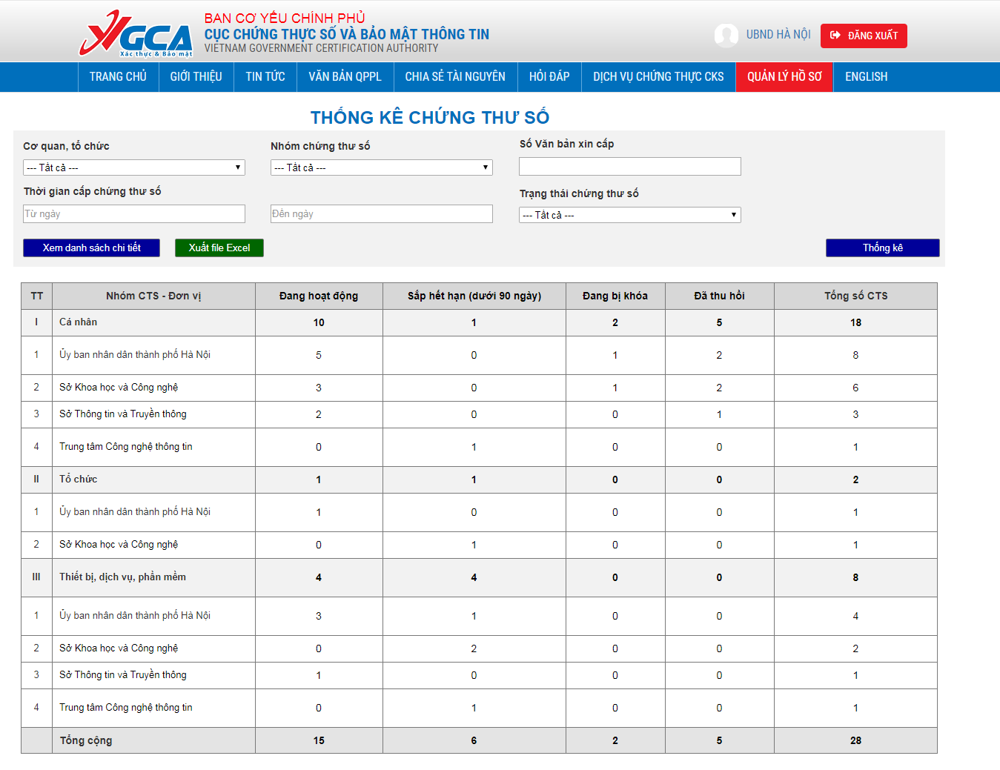 VGCA
Xác thực & Bảo mật
BAN CƠ YẾU CHÍNH PHỦ
CỤC CHỨNG THỰC SỐ VÀ BẢO MẬT THÔNG TIN
VIETNAM GOVERNMENT CERTIFICATION AUTHORITY
UBND HÀ NỘI ĐĂNG XUẤT
TRANG CHỦ GIỚI THIỆU TIN TỨC VĂN BẢN QPPL CHIA SẺ TÀI NGUYÊN HỎI ĐÁP DỊCH VỤ CHỨNG THỰC CKS QUẢN LÝ HỒ SƠ ENGLISH
THỐNG KÊ CHỨNG THƯ SỐ
Cơ quan, tổ chức Nhóm chứng thư số Số Văn bản xin cấp
--- Tất cả --- --- Tất cả ---
Thời gian cấp chứng thư số Trạng thái chứng thư số
Từ ngày Đến ngày --- Tất cả ---
Xem danh sách chi tiết Xuất file Excel Thống kê
TT Nhóm CTS - Đơn vị Đang hoạt động Sắp hết hạn (dưới 90 ngày) Đang bị khóa Đã thu hồi Tổng số CTS
I Cá nhân 10 1 2 5 18
1 Ủy ban nhân dân thành phố Hà Nội 5 0 1 2 8
2 Sở Khoa học và Công nghệ 3 0 1 2 6
3 Sở Thông tin và Truyền thông 2 0 0 1 3
4 Trung tâm Công nghệ thông tin 0 1 0 0 1
II Tổ chức 1 1 0 0 2
1 Ủy ban nhân dân thành phố Hà Nội 1 0 0 0 1
2 Sở Khoa học và Công nghệ 0 1 0 0 1
III Thiết bị, dịch vụ, phần mềm 4 4 0 0 8
1 Ủy ban nhân dân thành phố Hà Nội 3 1 0 0 4
2 Sở Khoa học và Công nghệ 0 2 0 0 2
3 Sở Thông tin và Truyền thông 1 0 0 0 1
4 Trung tâm Công nghệ thông tin 0 1 0 0 1
Tổng cộng 15 6 2 5 28